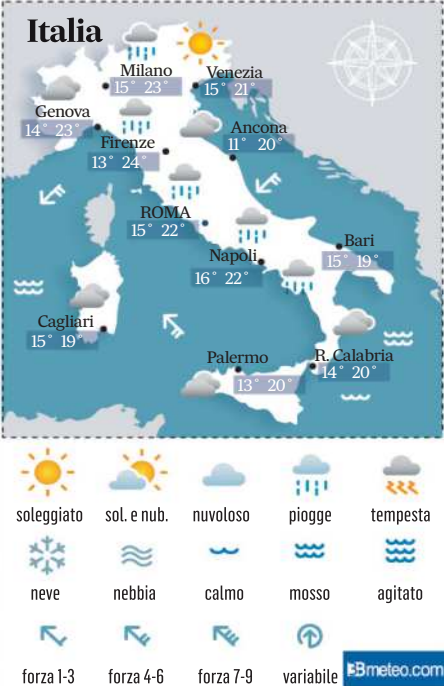 Italia
Milano
15° 23°
Venezia
15° 21°
Genova
14° 23°
Firenze
13° 24°
Ancona
11° 20°
ROMA
15° 22°
Napoli
16° 22°
Bari
15° 19°
Cagliari
15° 19°
Palermo
13° 20°
R. Calabria
14° 20°
soleggiato sol. e nub. nuvoloso piogge tempesta
neve nebbia calmo mosso agitato
forza 1-3 forza 4-6 forza 7-9 variabile
3Bmeteo.com